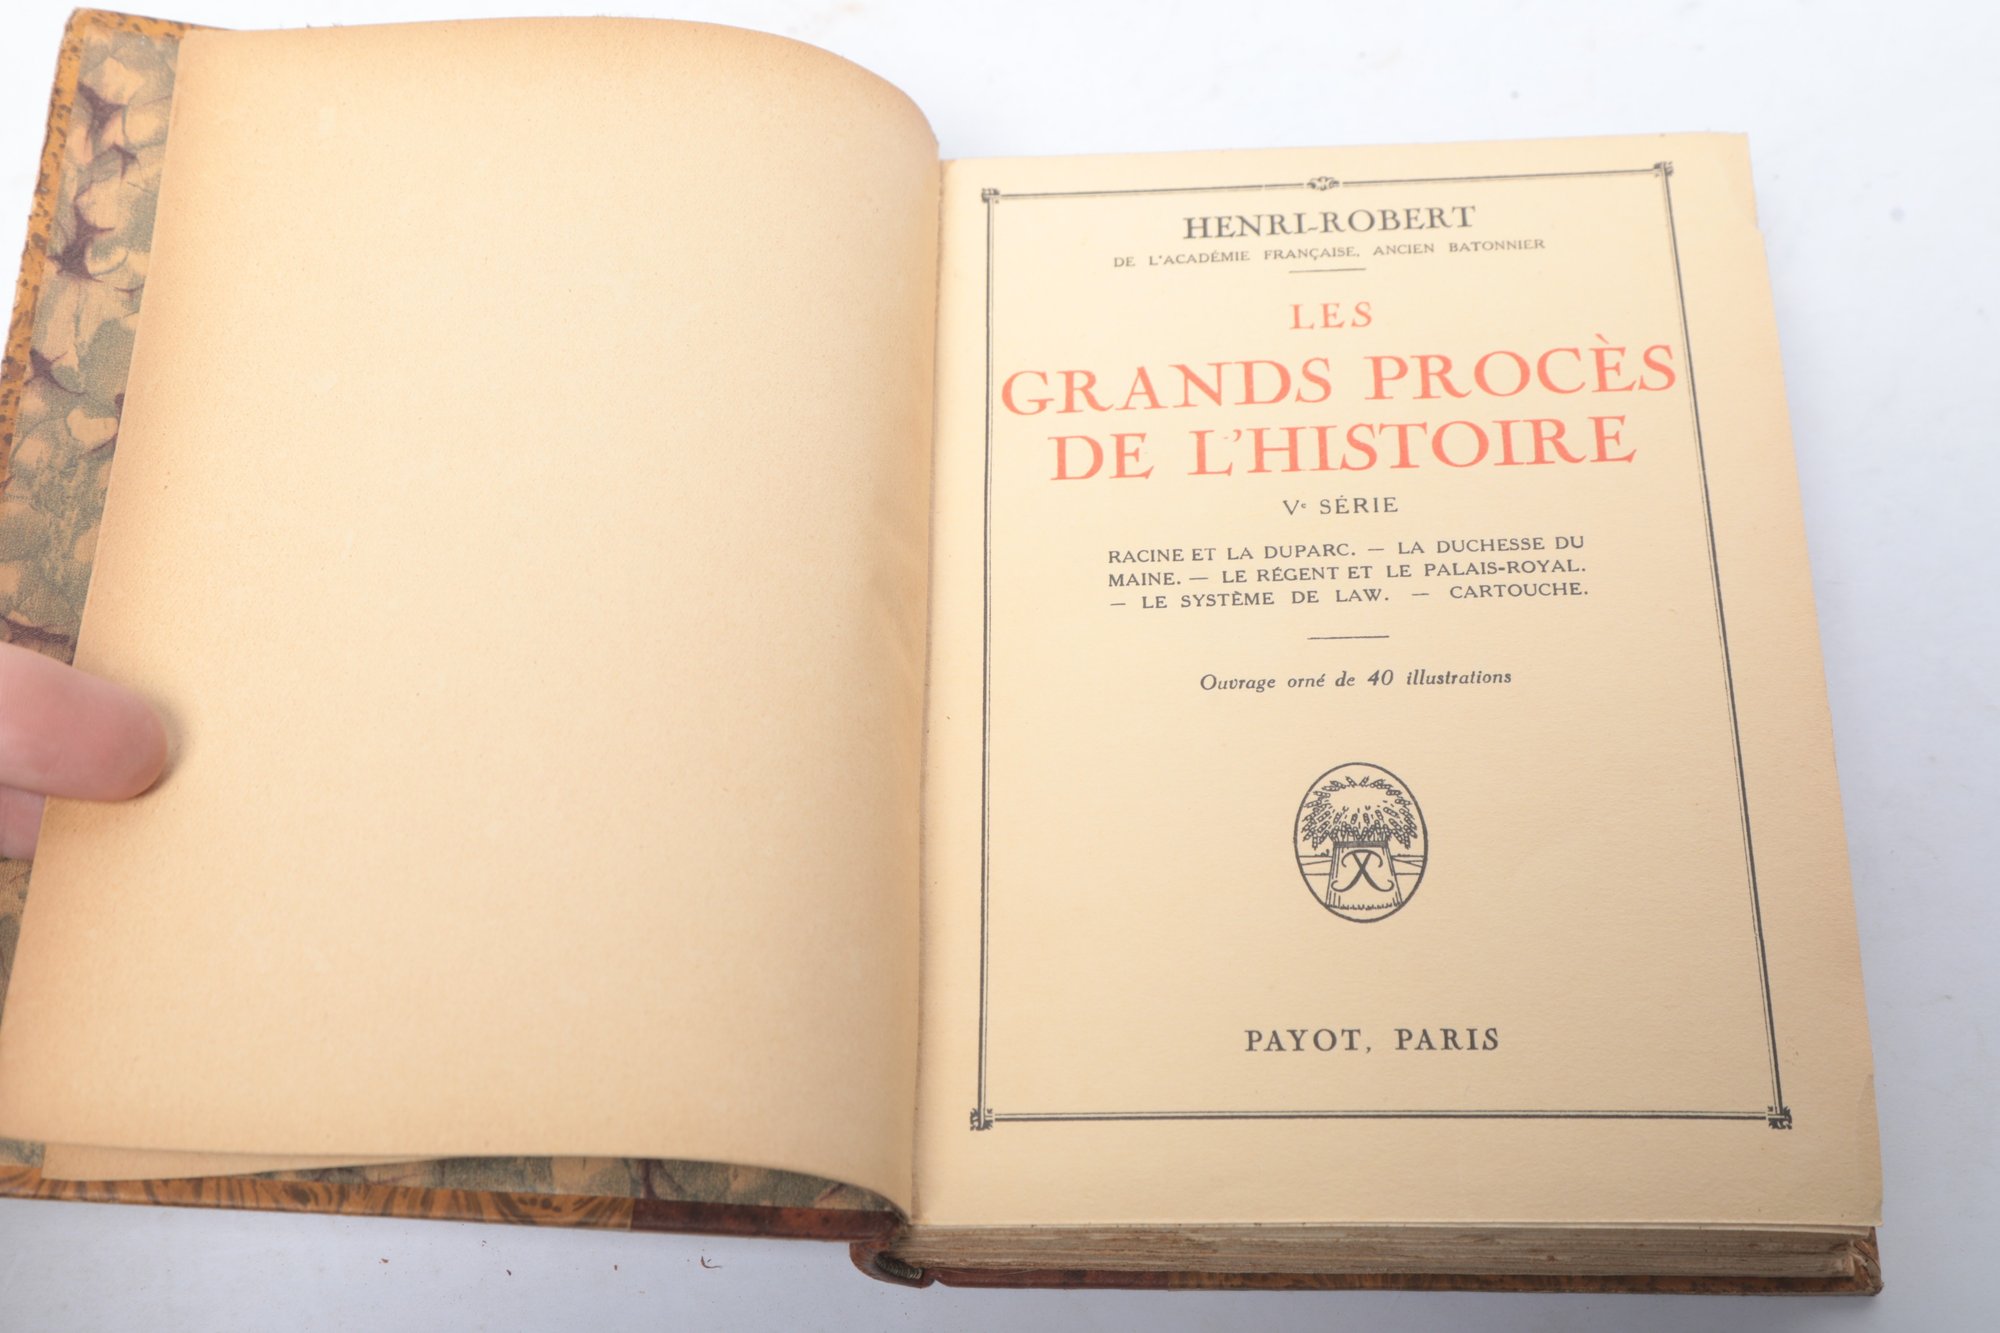 HENRI-ROBERT
DE L'ACADÉMIE FRANÇAISE, ANCIEN BATONNIER
LES
GRANDS PROCÈS
DE L'HISTOIRE
Ve SÉRIE
RACINE ET LA DUPARC. — LA DUCHESSE DU
MAINE. — LE RÉGENT ET LE PALAIS-ROYAL.
— LE SYSTÈME DE LAW. — CARTOUCHE.
Ouvrage orné de 40 illustrations
PAYOT, PARIS